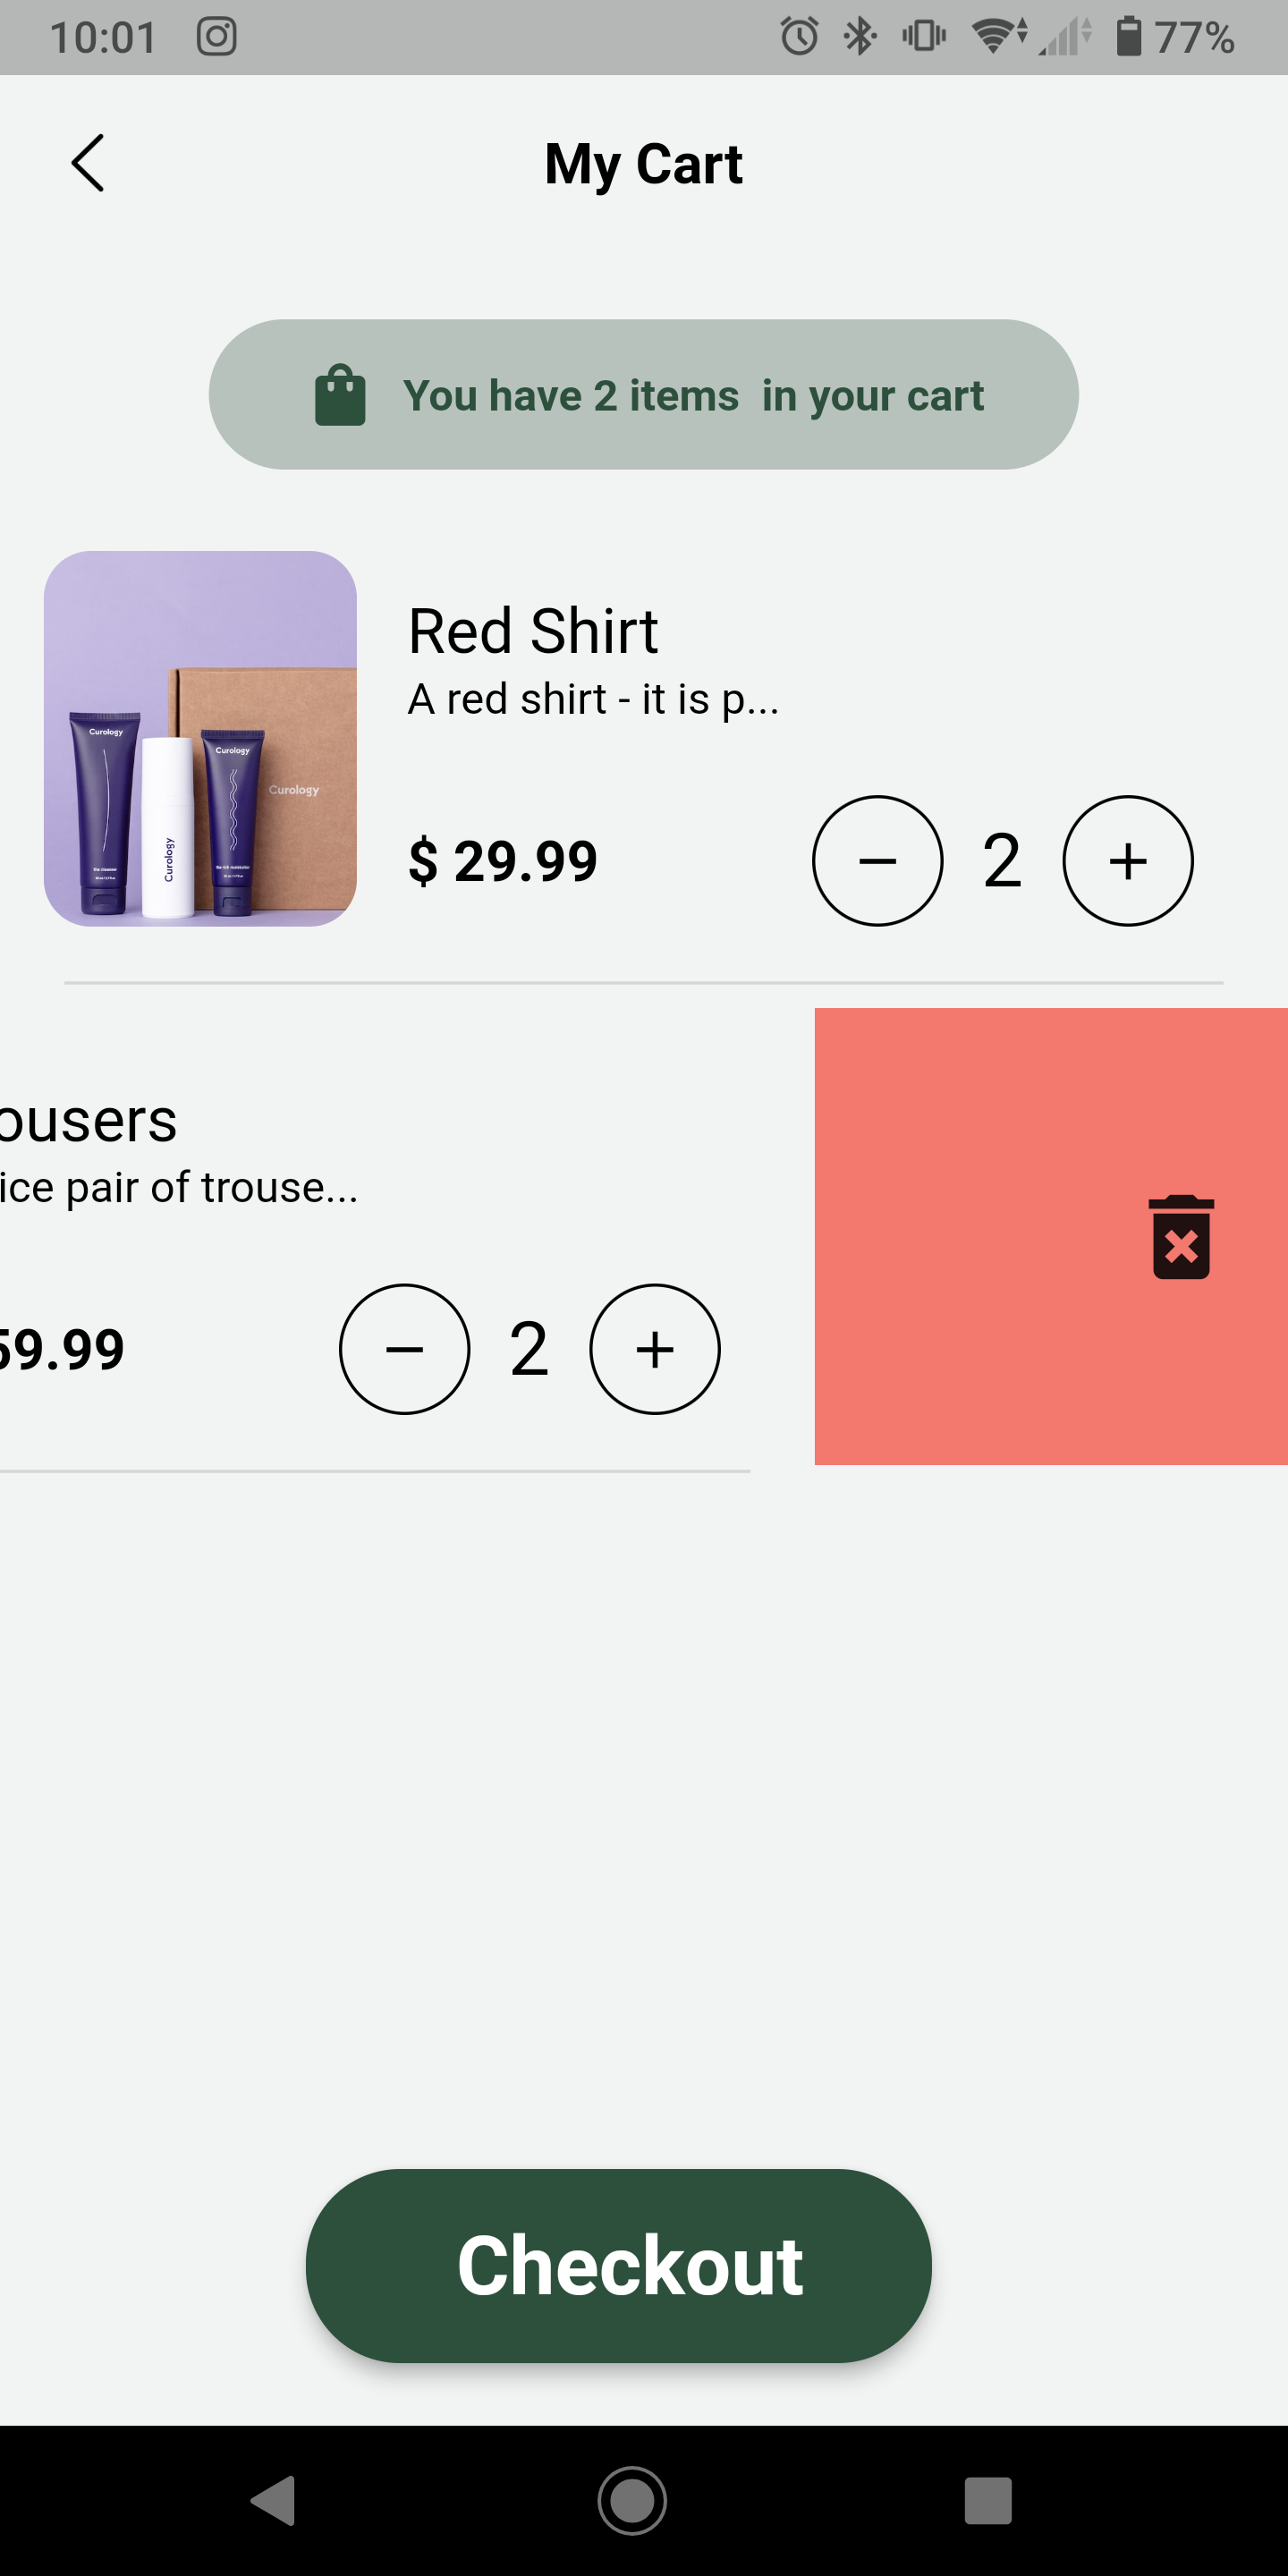 10:01
77%
My Cart
You have 2 items  in your cart
Red Shirt
A red shirt - it is p...
Curology
Curology
Curology
Curology
$ 29.99
2
ousers
ice pair of trouse...
59.99
2
Checkout